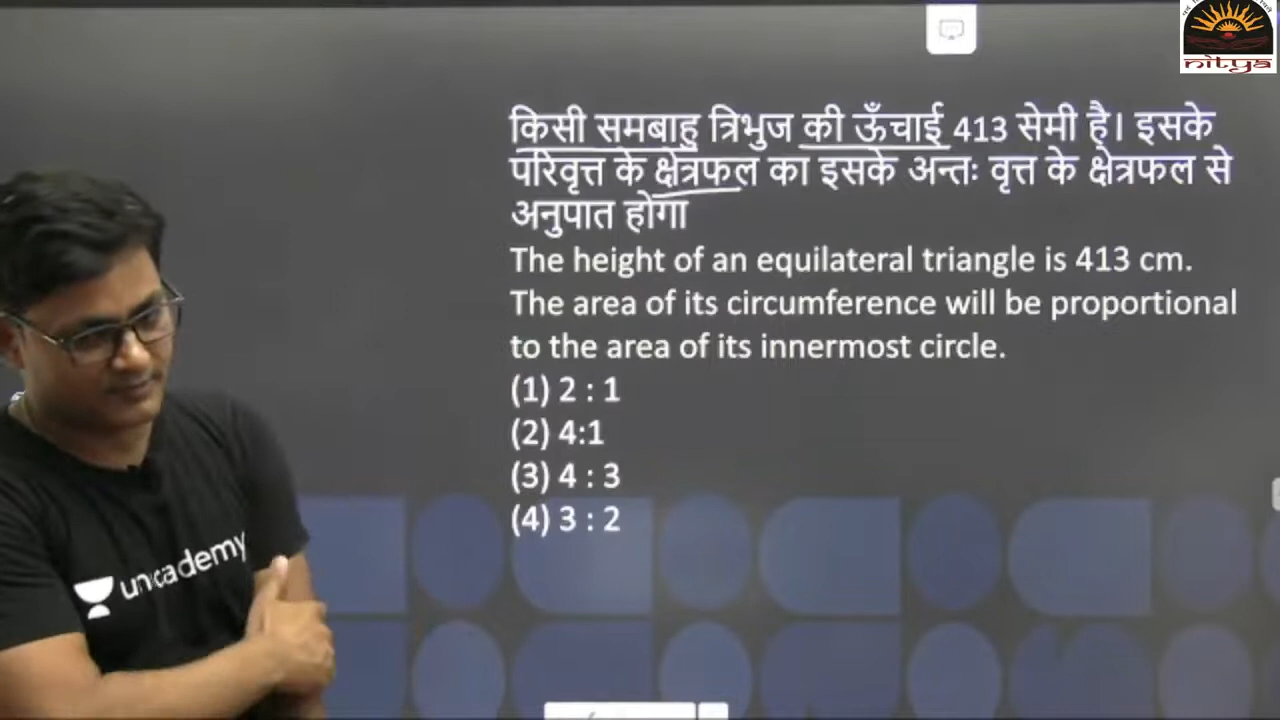 nitya
किसी समबाहु त्रिभुज की ऊँचाई 413 सेमी है। इसके
परिवृत्त के क्षेत्रफल का इसके अन्तः वृत्त के क्षेत्रफल से
अनुपात होगा
The height of an equilateral triangle is 413 cm.
The area of its circumference will be proportional
to the area of its innermost circle.
(1) 2 : 1
(2) 4:1
(3) 4 : 3
(4) 3 : 2
unacademy